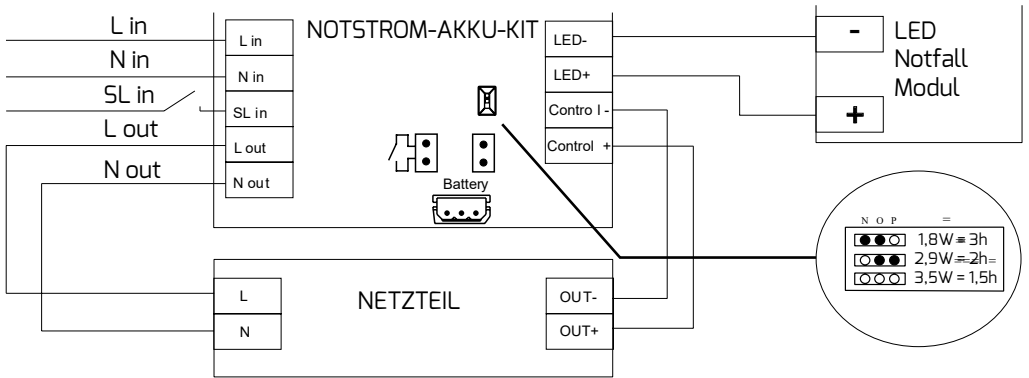 L in
N in
SL in
L out
N out
L in
N in
SL in
L out
N out
NOTSTROM-AKKU-KIT
Battery
LED-
LED+
Control -
Control +
- LED
Notfall
Modul
+
N O P =
1,8W = 3h
2,9W = 2h =
3,5W = 1,5h
L
N
NETZTEIL
OUT-
OUT+